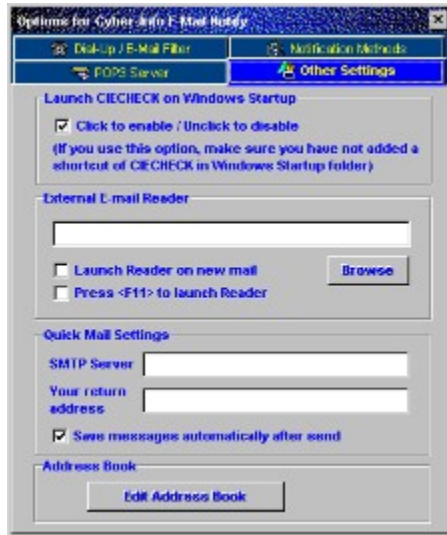 Options for Cyber-Info E-Mail Notify
Dial-Up / E-Mail Filter
Notification Methods
POP3 Server
Other Settings
Launch CIECHECK on Windows Startup
Click to enable / Unclick to disable
(If you use this option, make sure you have not added a
shortcut of CIECHECK in Windows Startup folder)
External E-mail Reader
Launch Reader on new mail
Browse
Press <F11> to launch Reader
Quick Mail Settings
SMTP Server
Your return
address
Save messages automatically after send
Address Book
Edit Address Book